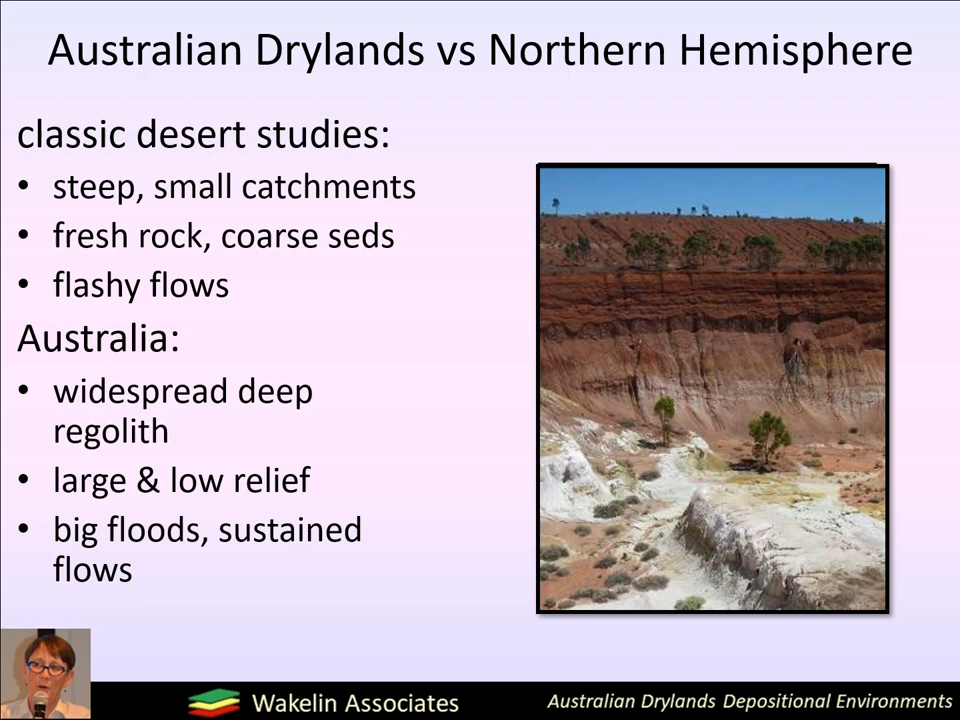 Australian Drylands vs Northern Hemisphere
classic desert studies:
• steep, small catchments
• fresh rock, coarse seds
• flashy flows
Australia:
• widespread deep
regolith
• large & low relief
• big floods, sustained
flows
Wakelin Associates
Australian Drylands Depositional Environments